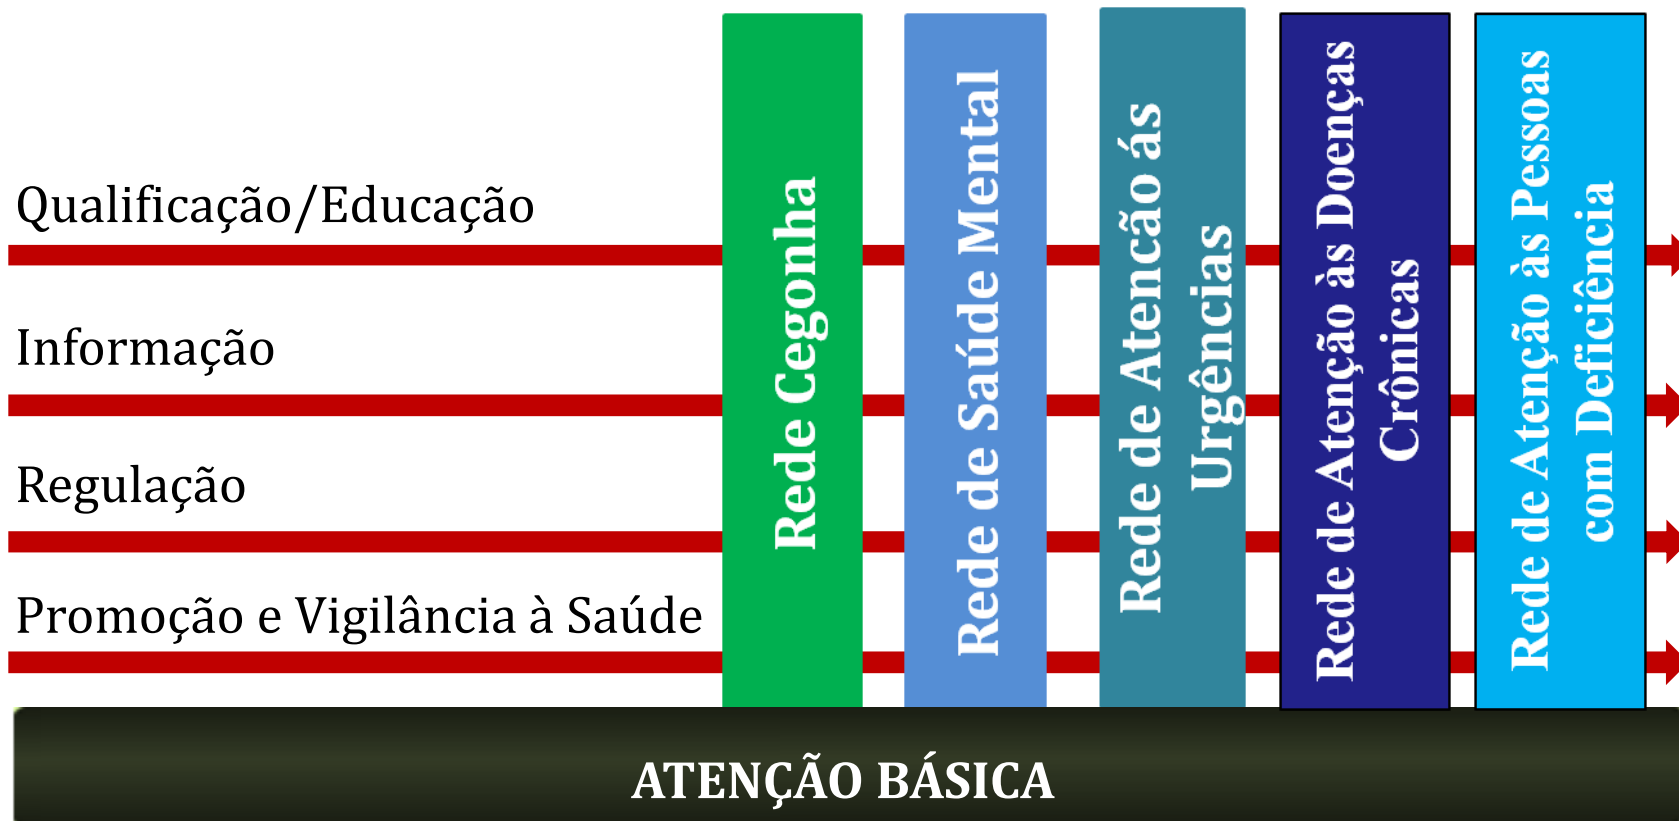 Qualificação/Educação
Informação
Regulação
Promoção e Vigilância à Saúde
Rede Cegonha
Rede de Saúde Mental
Rede de Atencão ás
Urgências
Rede de Atenção às Doenças
Crônicas
Rede de Atenção às Pessoas
com Deficiência
ATENÇÃO BÁSICA